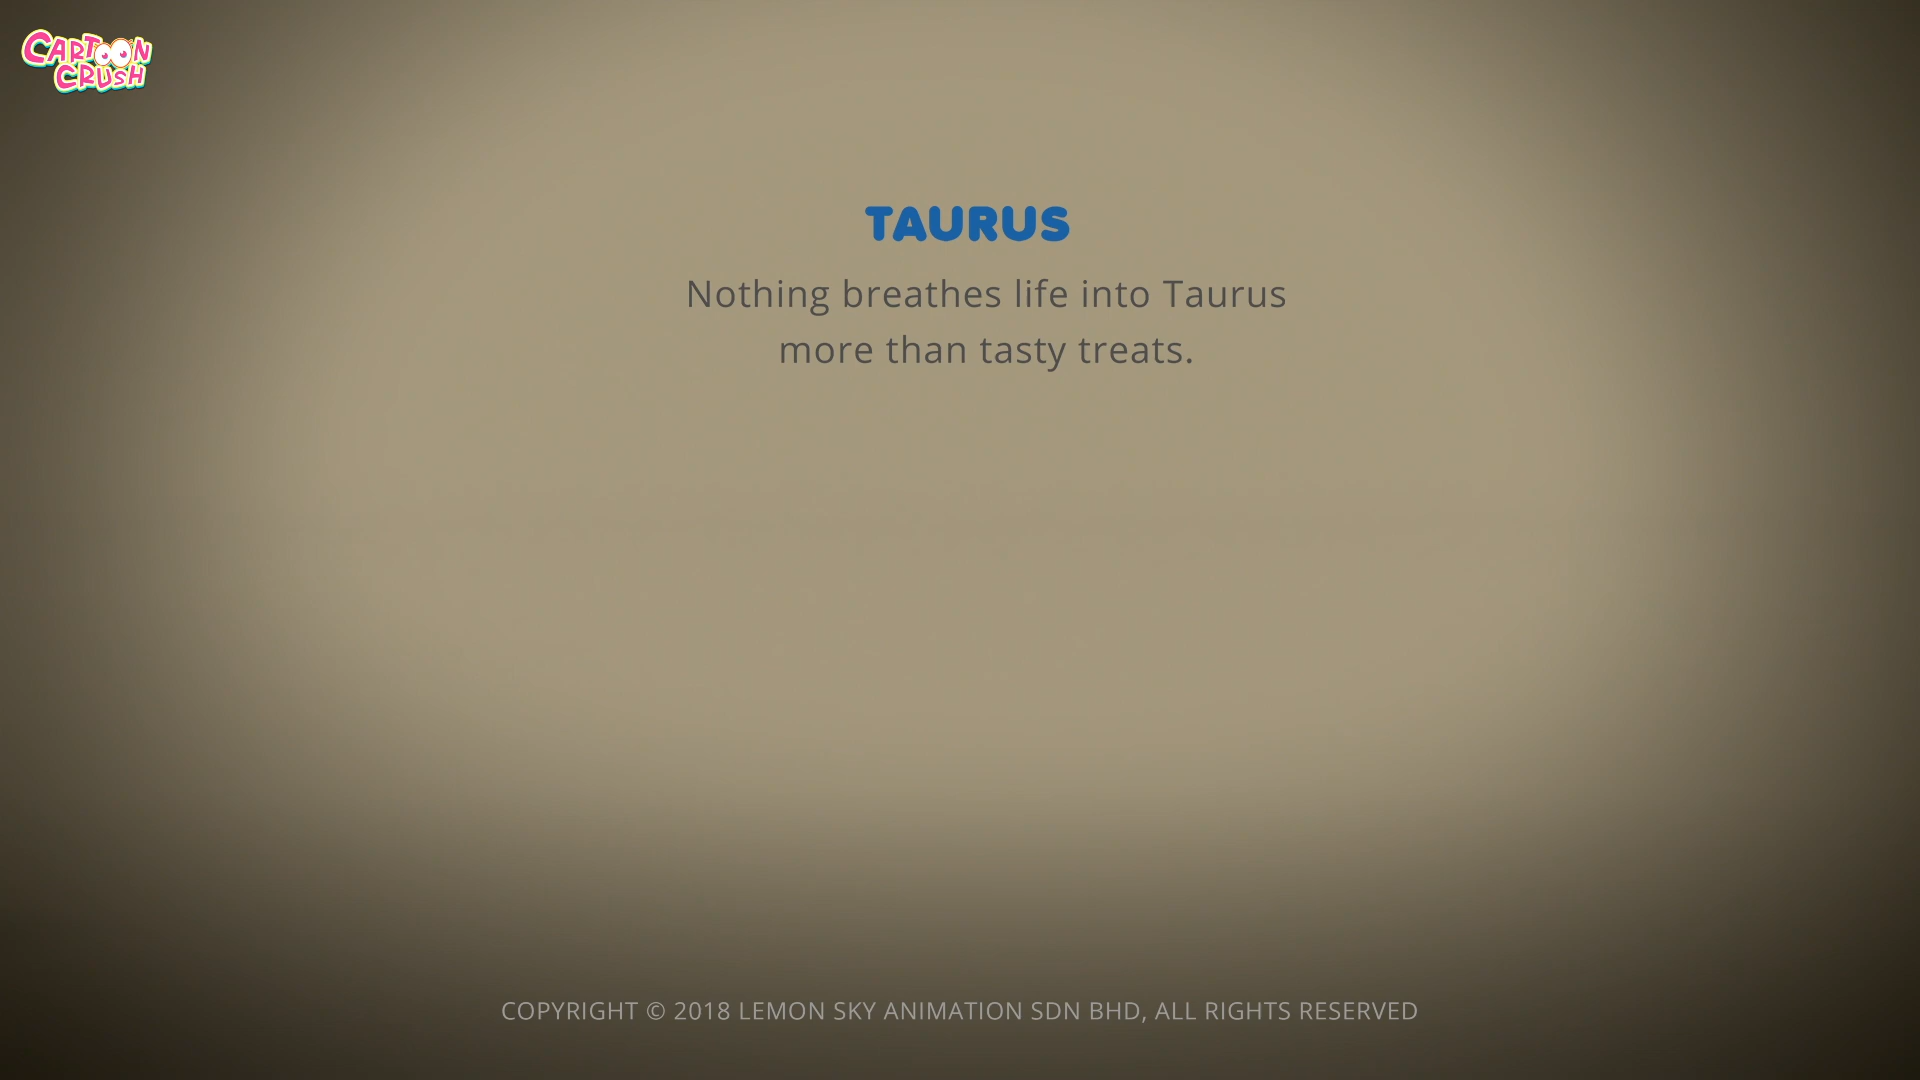 CARTOON
CRUSH
TAURUS
Nothing breathes life into Taurus
more than tasty treats.
COPYRIGHT © 2018 LEMON SKY ANIMATION SDN BHD, ALL RIGHTS RESERVED